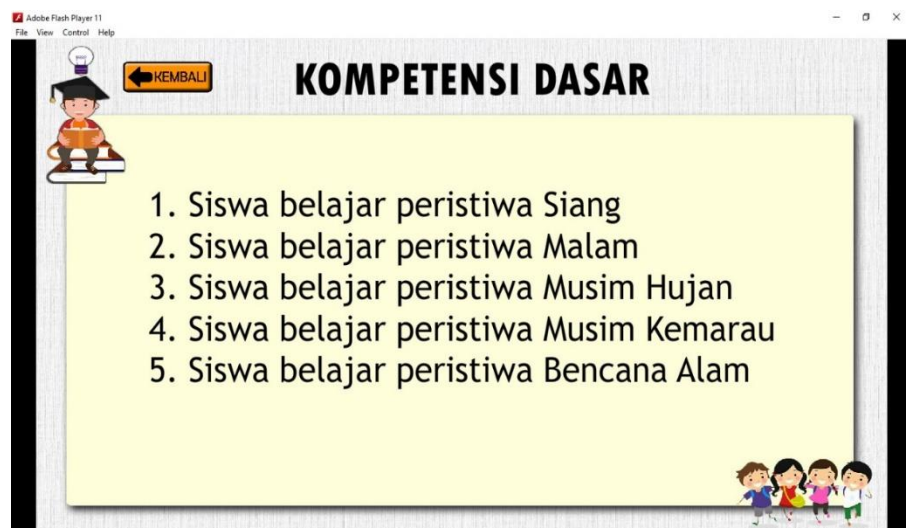 Adobe Flash Player 11
File View Control Help
KEMBALI
KOMPETENSI DASAR
1. Siswa belajar peristiwa Siang
2. Siswa belajar peristiwa Malam
3. Siswa belajar peristiwa Musim Hujan
4. Siswa belajar peristiwa Musim Kemarau
5. Siswa belajar peristiwa Bencana Alam